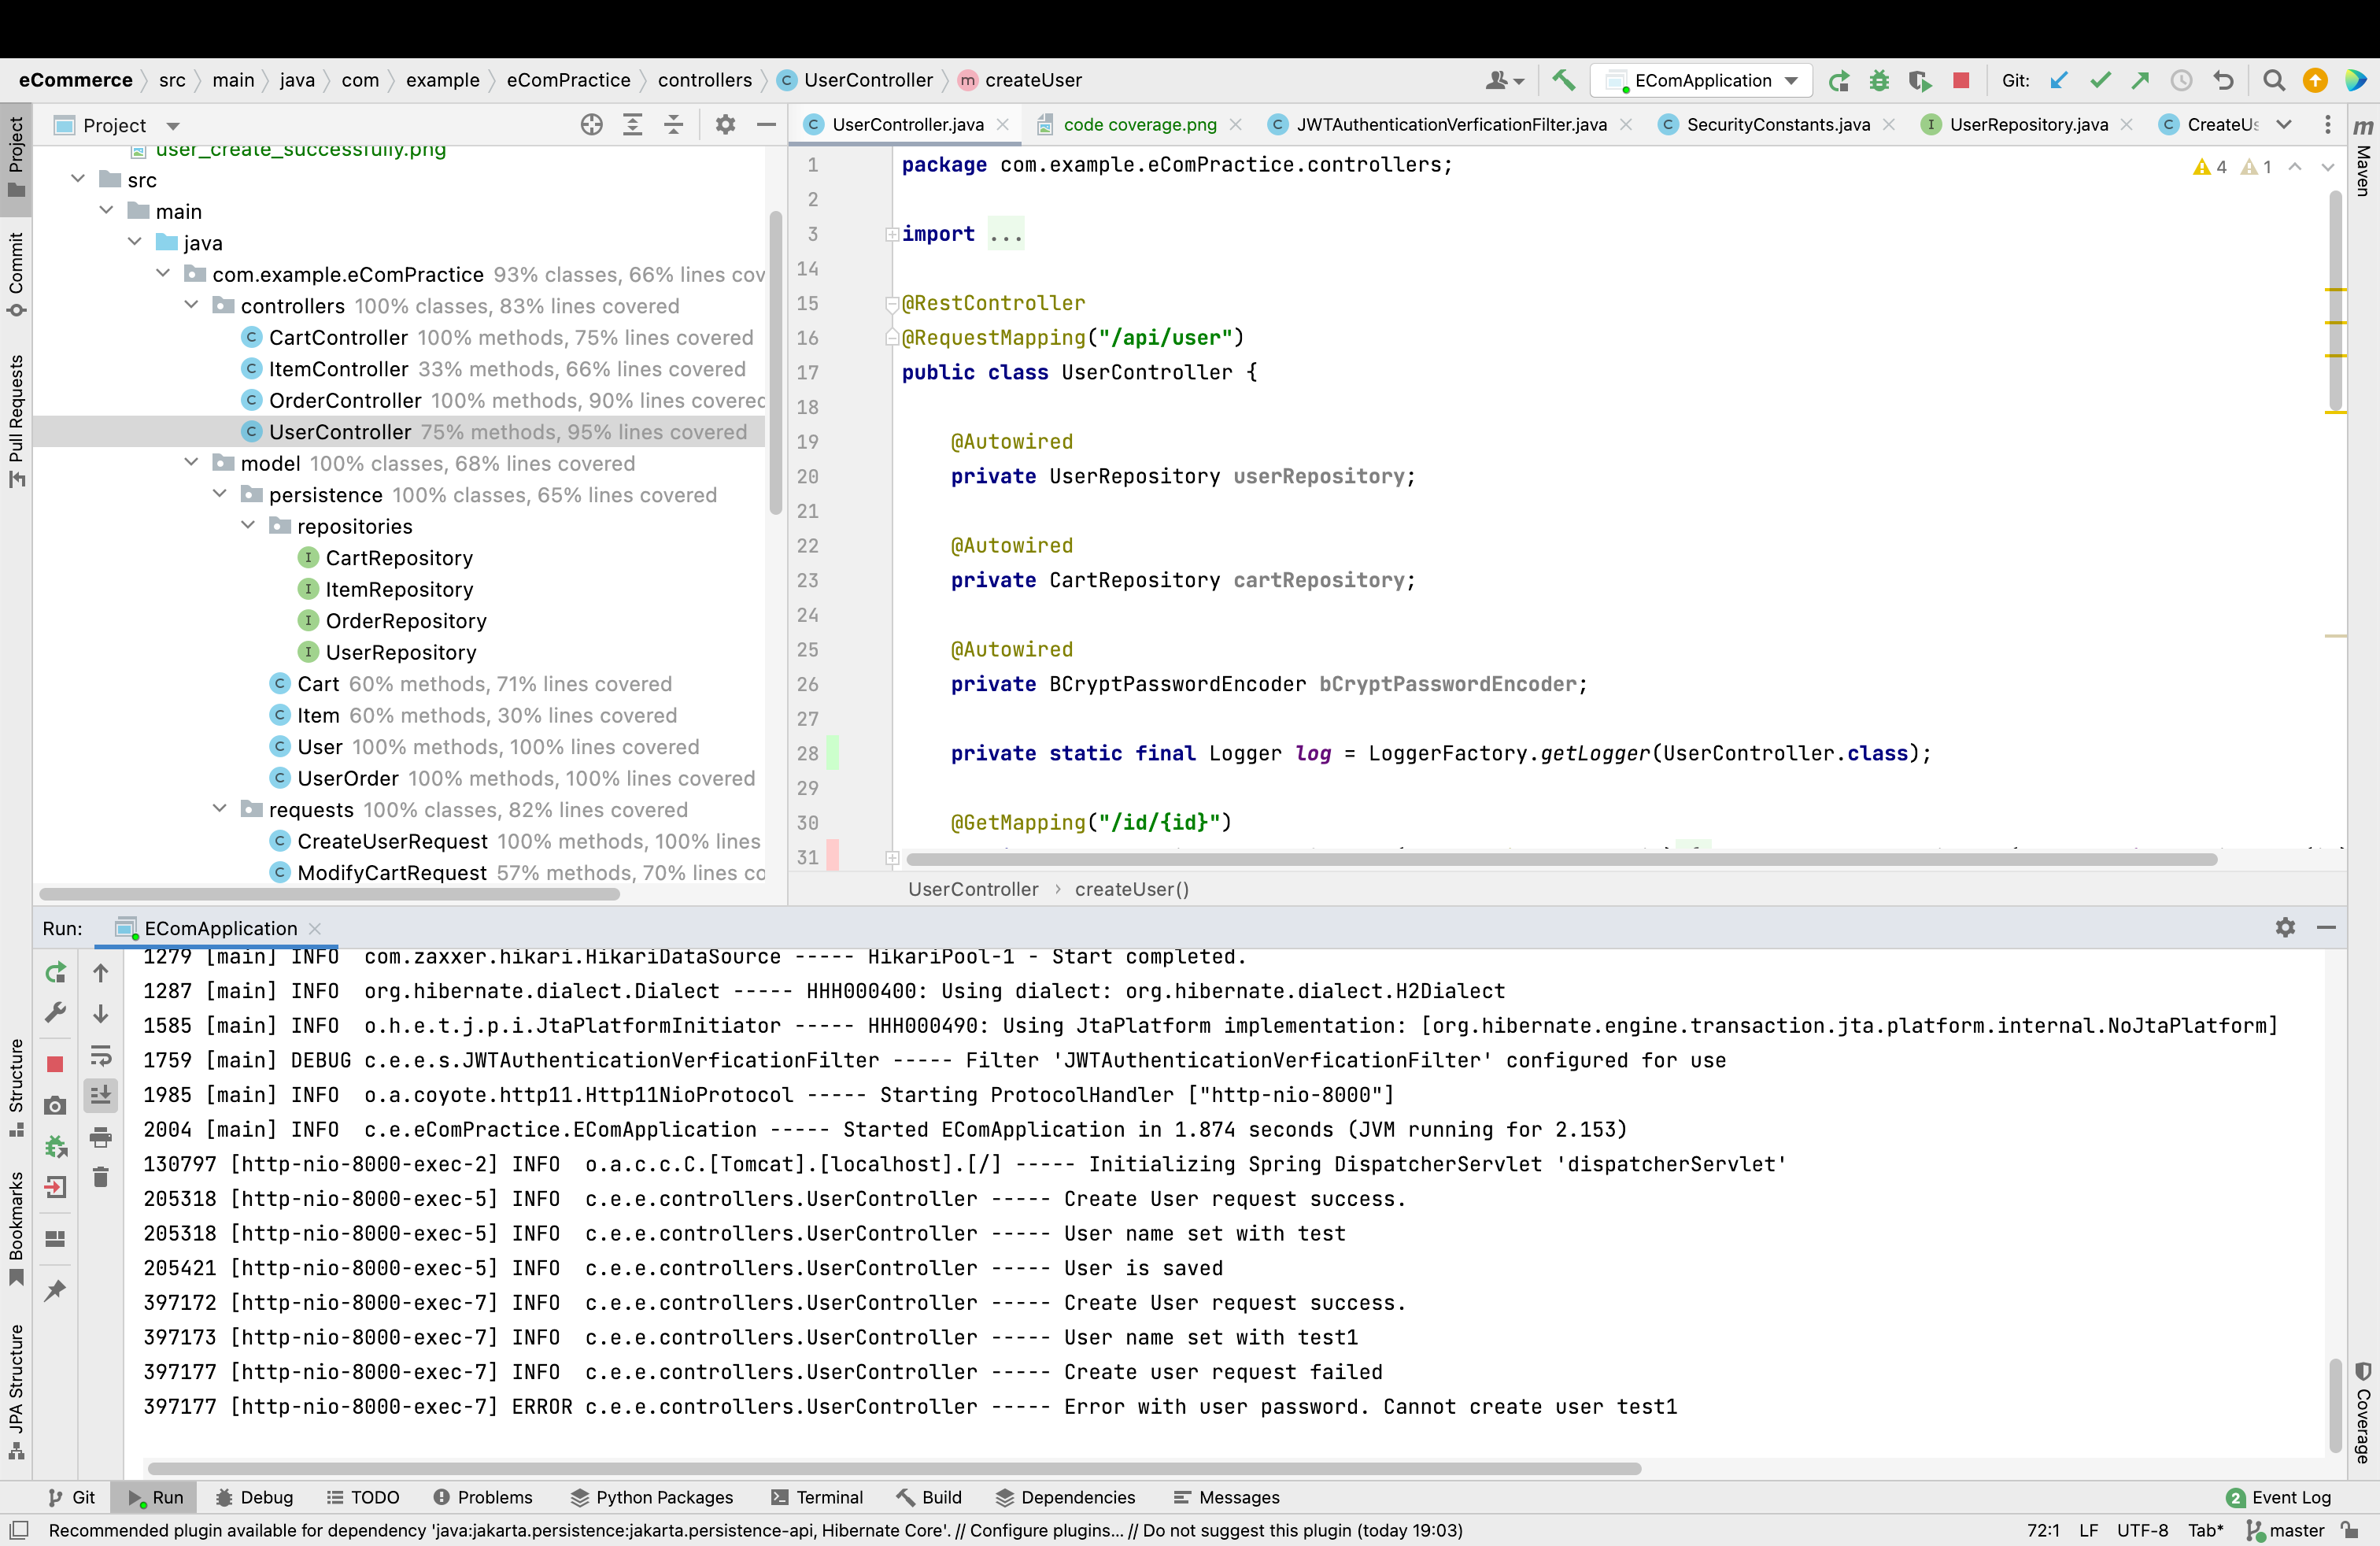 eCommerce src main java com example eComPractice controllers UserController createUser
EComApplication
Git:
Project
UserController.java
code coverage.png
JWTAuthenticationVerficationFilter.java
SecurityConstants.java
UserRepository.java
Project
Commit
Pull Requests
Structure
Bookmarks
JPA Structure
user_create_successfully.png
src
main
java
com.example.eComPractice 93% classes, 66% lines cov
controllers 100% classes, 83% lines covered
CartController 100% methods, 75% lines covered
ItemController 33% methods, 66% lines covered
OrderController 100% methods, 90% lines covered
UserController 75% methods, 95% lines covered
model 100% classes, 68% lines covered
persistence 100% classes, 65% lines covered
repositories
CartRepository
ItemRepository
OrderRepository
UserRepository
Cart 60% methods, 71% lines covered
Item 60% methods, 30% lines covered
User 100% methods, 100% lines covered
UserOrder 100% methods, 100% lines covered
requests 100% classes, 82% lines covered
CreateUserRequest 100% methods, 100% lines
ModifyCartRequest 57% methods, 70% lines co
1 package com.example.eComPractice.controllers;
2
3 import ...
14
15 @RestController
16 @RequestMapping("/api/user")
17 public class UserController {
18
19 @Autowired
20 private UserRepository userRepository;
21
22 @Autowired
23 private CartRepository cartRepository;
24
25 @Autowired
26 private BCryptPasswordEncoder bCryptPasswordEncoder;
27
28 private static final Logger log = LoggerFactory.getLogger(UserController.class);
29
30 @GetMapping("/id/{id}")
31
4 1
m
Maven
Coverage
UserController › createUser()
Run: EComApplication
1279 [main] INFO com.zaxxer.hikari.HikariDataSource ----- HikariPool-1 - Start completed.
1287 [main] INFO org.hibernate.dialect.Dialect ----- HHH000400: Using dialect: org.hibernate.dialect.H2Dialect
1585 [main] INFO o.h.e.t.j.p.i.JtaPlatformInitiator ----- HHH000490: Using JtaPlatform implementation: [org.hibernate.engine.transaction.jta.platform.internal.NoJtaPlatform]
1759 [main] DEBUG c.e.e.s.JWTAuthenticationVerficationFilter ----- Filter 'JWTAuthenticationVerficationFilter' configured for use
1985 [main] INFO o.a.coyote.http11.Http11NioProtocol ----- Starting ProtocolHandler ["http-nio-8000"]
2004 [main] INFO c.e.eComPractice.EComApplication ----- Started EComApplication in 1.874 seconds (JVM running for 2.153)
130797 [http-nio-8000-exec-2] INFO o.a.c.c.C.[Tomcat].[localhost].[/] ----- Initializing Spring DispatcherServlet 'dispatcherServlet'
205318 [http-nio-8000-exec-5] INFO c.e.e.controllers.UserController ----- Create User request success.
205318 [http-nio-8000-exec-5] INFO c.e.e.controllers.UserController ----- User name set with test
205421 [http-nio-8000-exec-5] INFO c.e.e.controllers.UserController ----- User is saved
397172 [http-nio-8000-exec-7] INFO c.e.e.controllers.UserController ----- Create User request success.
397173 [http-nio-8000-exec-7] INFO c.e.e.controllers.UserController ----- User name set with test1
397177 [http-nio-8000-exec-7] INFO c.e.e.controllers.UserController ----- Create user request failed
397177 [http-nio-8000-exec-7] ERROR c.e.e.controllers.UserController ----- Error with user password. Cannot create user test1
Git Run Debug TODO Problems Python Packages Terminal Build Dependencies Messages 2 Event Log
Recommended plugin available for dependency 'java:jakarta.persistence:jakarta.persistence-api, Hibernate Core'. // Configure plugins... // Do not suggest this plugin (today 19:03) 72:1 LF UTF-8 Tab* master